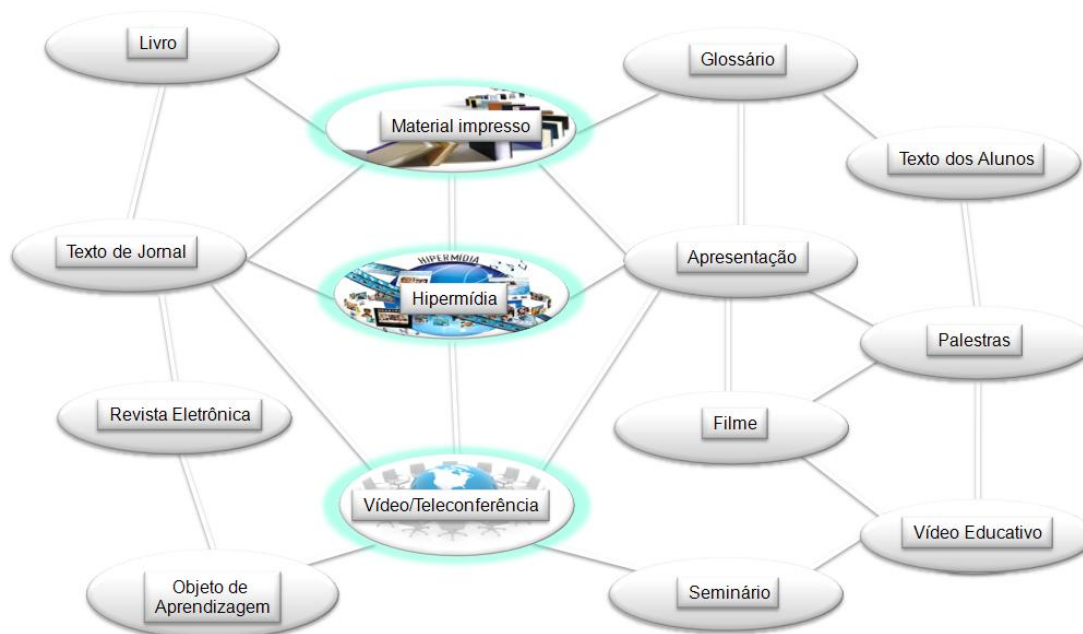 Livro
Glossário
Material impresso
Texto dos Alunos
Texto de Jornal
Apresentação
HIPERMÍDIA
Hipermídia
Palestras
Revista Eletrônica
Filme
Vídeo/Teleconferência
Vídeo Educativo
Objeto de
Aprendizagem
Seminário